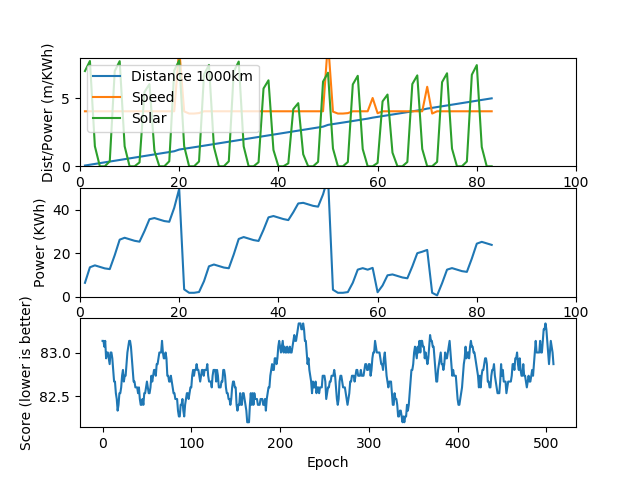 Dist/Power (m/KWh)
5
0
Distance 1000km
Speed
Solar
0 20 40 60 80 100
Power (KWh)
40
20
0
0 20 40 60 80 100
Score (lower is better)
83.0
82.5
0 100 200 300 400 500
Epoch